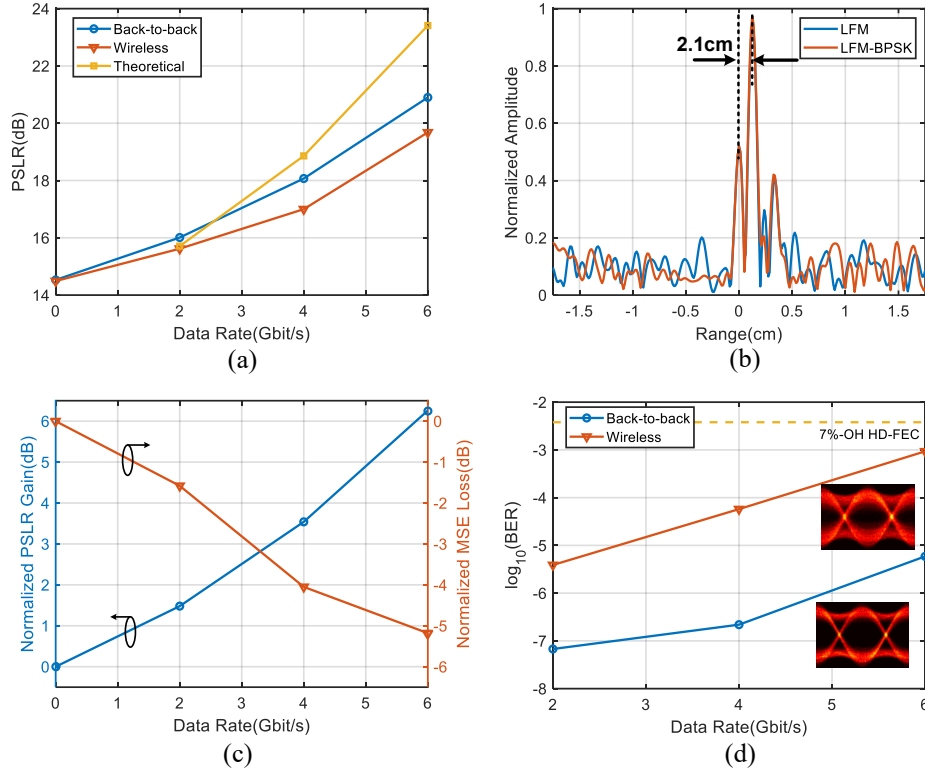 24
22
20
18
16
14
PSLR(dB)
Back-to-back
Wireless
Theoretical
0 1 2 3 4 5 6
Data Rate(Gbit/s)
(a)
1
0.8
0.6
0.4
0.2
0
Normalized Amplitude
2.1cm
LFM
LFM-BPSK
-1.5 -1 -0.5 0 0.5 1 1.5
Range(cm)
(b)
6
5
4
3
2
1
0
Normalized PSLR Gain(dB)
0
-1
-2
-3
-4
-5
-6
Normalized MSE Loss(dB)
0 1 2 3 4 5 6
Data Rate(Gbit/s)
(c)
-2
-3
-4
-5
-6
-7
-8
log10(BER)
Back-to-back
Wireless
7%-OH HD-FEC
2 3 4 5 6
Data Rate(Gbit/s)
(d)